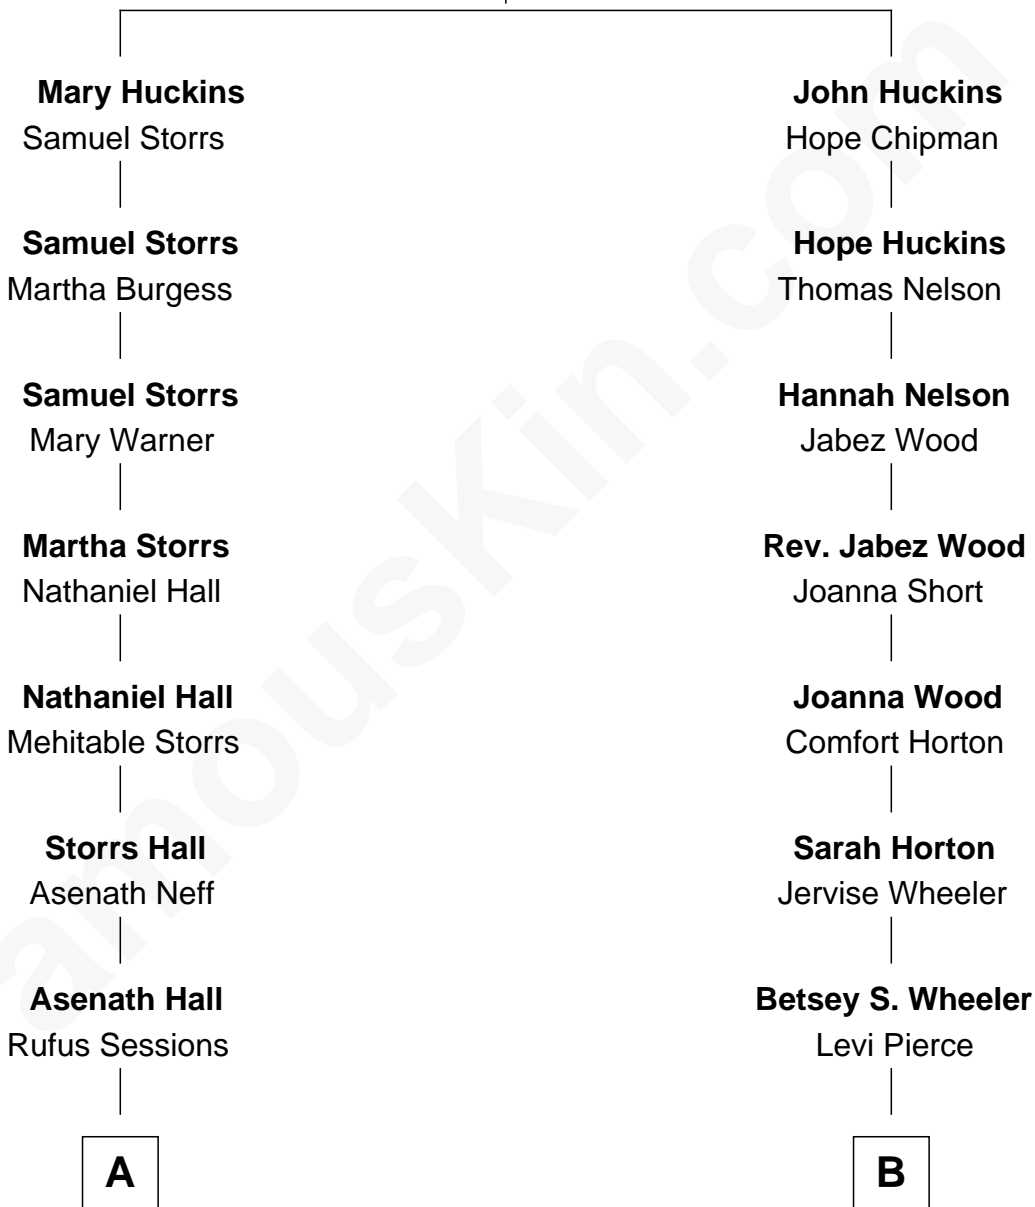 Mary Huckins
Samuel Storrs
Samuel Storrs
Martha Burgess
Samuel Storrs
Mary Warner
Martha Storrs
Nathaniel Hall
Nathaniel Hall
Mehitable Storrs
Storrs Hall
Asenath Neff
Asenath Hall
Rufus Sessions
A
John Huckins
Hope Chipman
Hope Huckins
Thomas Nelson
Hannah Nelson
Jabez Wood
Rev. Jabez Wood
Joanna Short
Joanna Wood
Comfort Horton
Sarah Horton
Jervise Wheeler
Betsey S. Wheeler
Levi Pierce
B
amouskin.com